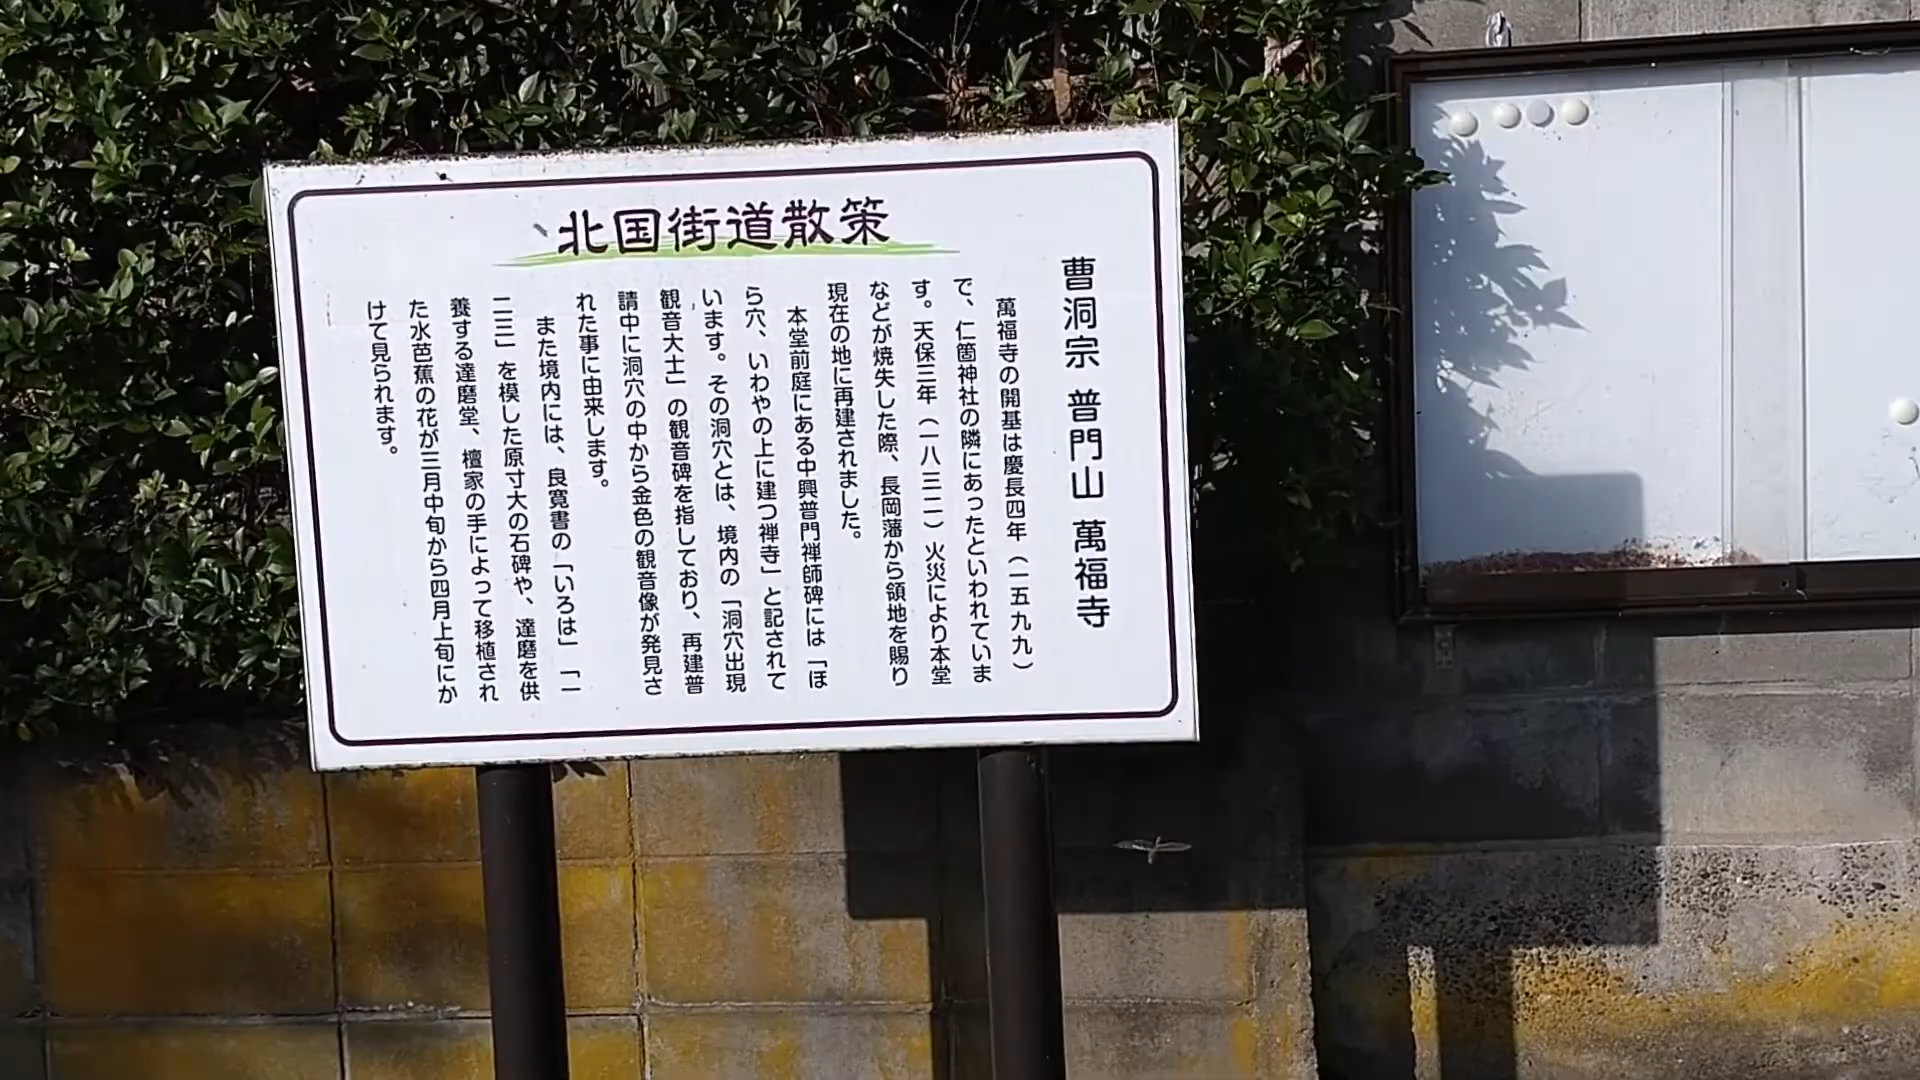 北国街道散策
曹洞宗 普門山 萬福寺
萬福寺の開基は慶長四年（一五九九）
で、仁箇神社の隣にあったといわれていま
す。天保三年（一八三二）火災により本堂
などが焼失した際、長岡藩から領地を賜り
現在の地に再建されました。
本堂前庭にある中興普門禅師碑には「ほ
ら穴、いわやの上に建つ禅寺」と記されて
います。その洞穴とは、境内の「洞穴出現
観音大士」の観音碑を指しており、再建普
請中に洞穴の中から金色の観音像が発見さ
れた事に由来します。
また境内には、良寛書の「いろは」「一
二三」を模した原寸大の石碑や、達磨を供
養する達磨堂、檀家の手によって移植され
た水芭蕉の花が三月中旬から四月上旬にか
けて見られます。